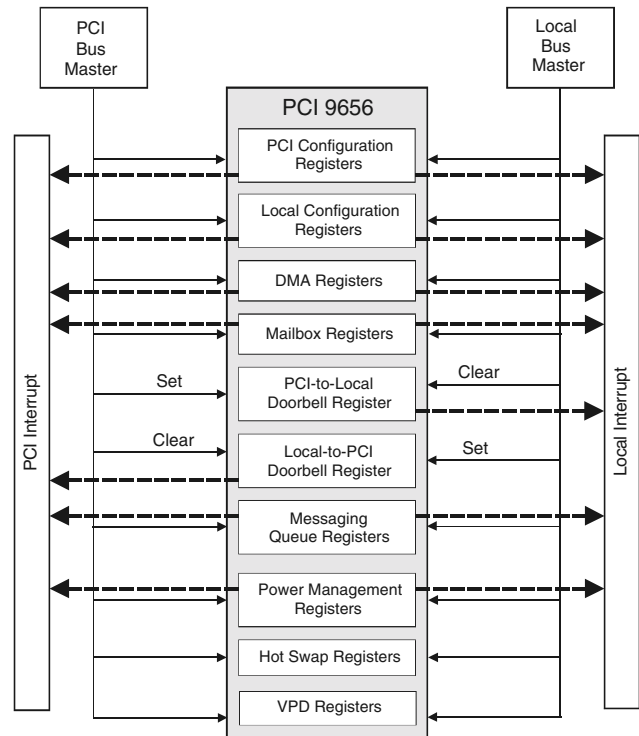 PCI
Bus
Master
Local
Bus
Master
PCI 9656
PCI Configuration
Registers
Local Configuration
Registers
DMA Registers
Mailbox Registers
Set
PCI-to-Local
Doorbell Register
Clear
Clear
Local-to-PCI
Doorbell Register
Set
Messaging
Queue Registers
Power Management
Registers
Hot Swap Registers
VPD Registers
PCI Interrupt
Local Interrupt